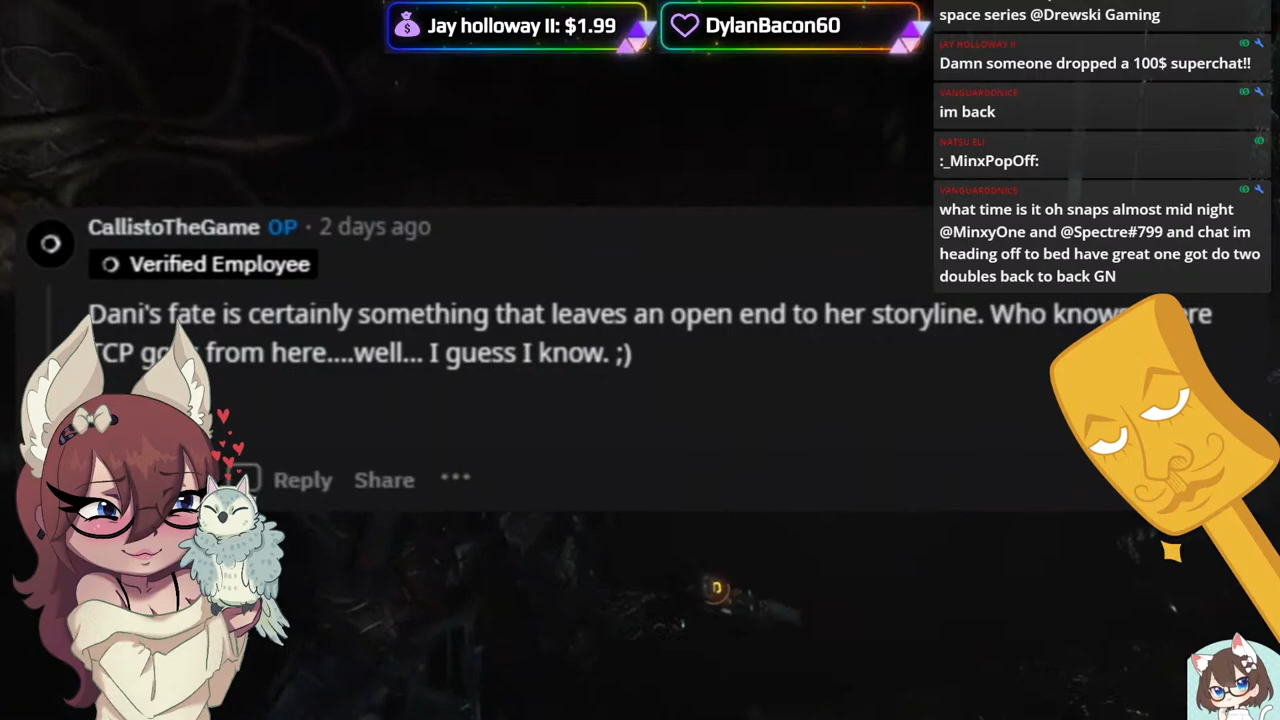 Jay holloway II: $1.99
DylanBacon60
space series @Drewski Gaming
JAY HOLLOWAY II
Damn someone dropped a 100$ superchat!!
VANGUARDONICE
im back
NATSU ELI
:_MinxPopOff:
VANGUARDONICE
what time is it oh snaps almost mid night
@MinxyOne and @Spectre#799 and chat im
heading off to bed have great one got do two
doubles back to back GN
CallistoTheGame OP · 2 days ago
Verified Employee
Dani's fate is certainly something that leaves an open end to her storyline. Who
TCP from here....well... I guess I know. ;)
Reply Share ...